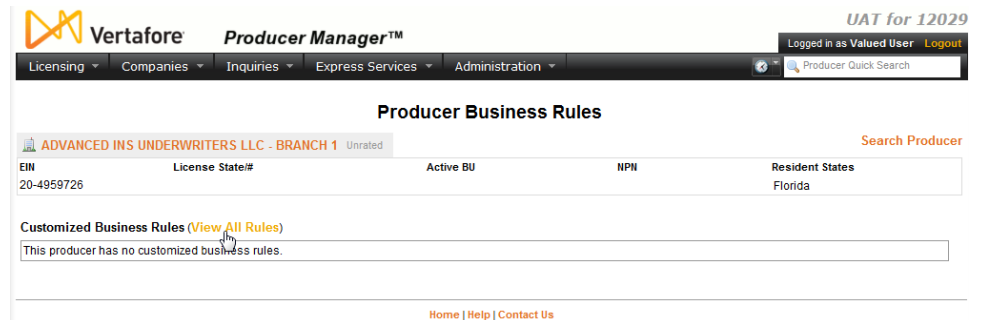 UAT for 12029
Vertafore Producer Manager™
Logged in as Valued User Logout
Licensing Companies Inquiries Express Services Administration Producer Quick Search
Producer Business Rules
ADVANCED INS UNDERWRITERS LLC - BRANCH 1 Unrated Search Producer
EIN License State/# Active BU NPN Resident States
20-4959726 Florida
Customized Business Rules (View All Rules)
This producer has no customized business rules.
Home | Help | Contact Us